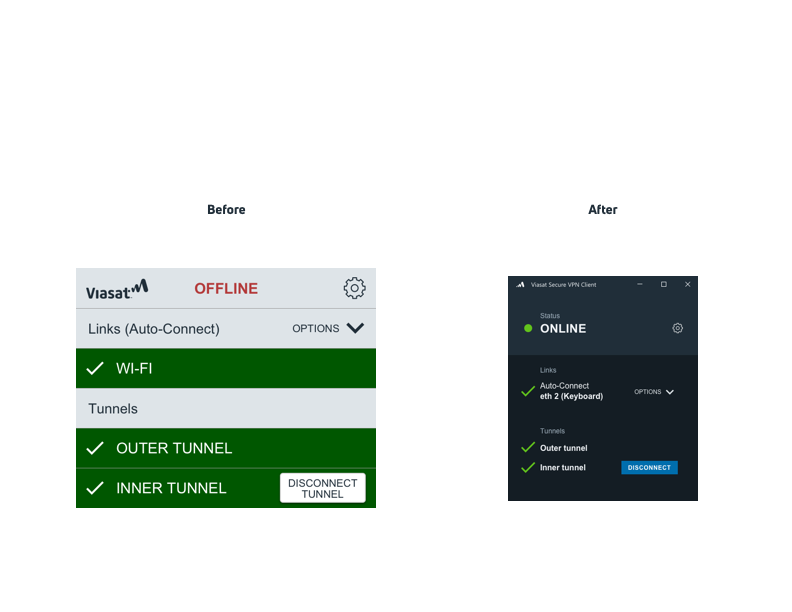 Before
Viasat
OFFLINE
Links (Auto-Connect)
OPTIONS
WI-FI
Tunnels
OUTER TUNNEL
INNER TUNNEL
DISCONNECT
TUNNEL
After
Viasat Secure VPN Client
Status
ONLINE
Links
Auto-Connect
eth 2 (Keyboard)
OPTIONS
Tunnels
Outer tunnel
Inner tunnel
DISCONNECT